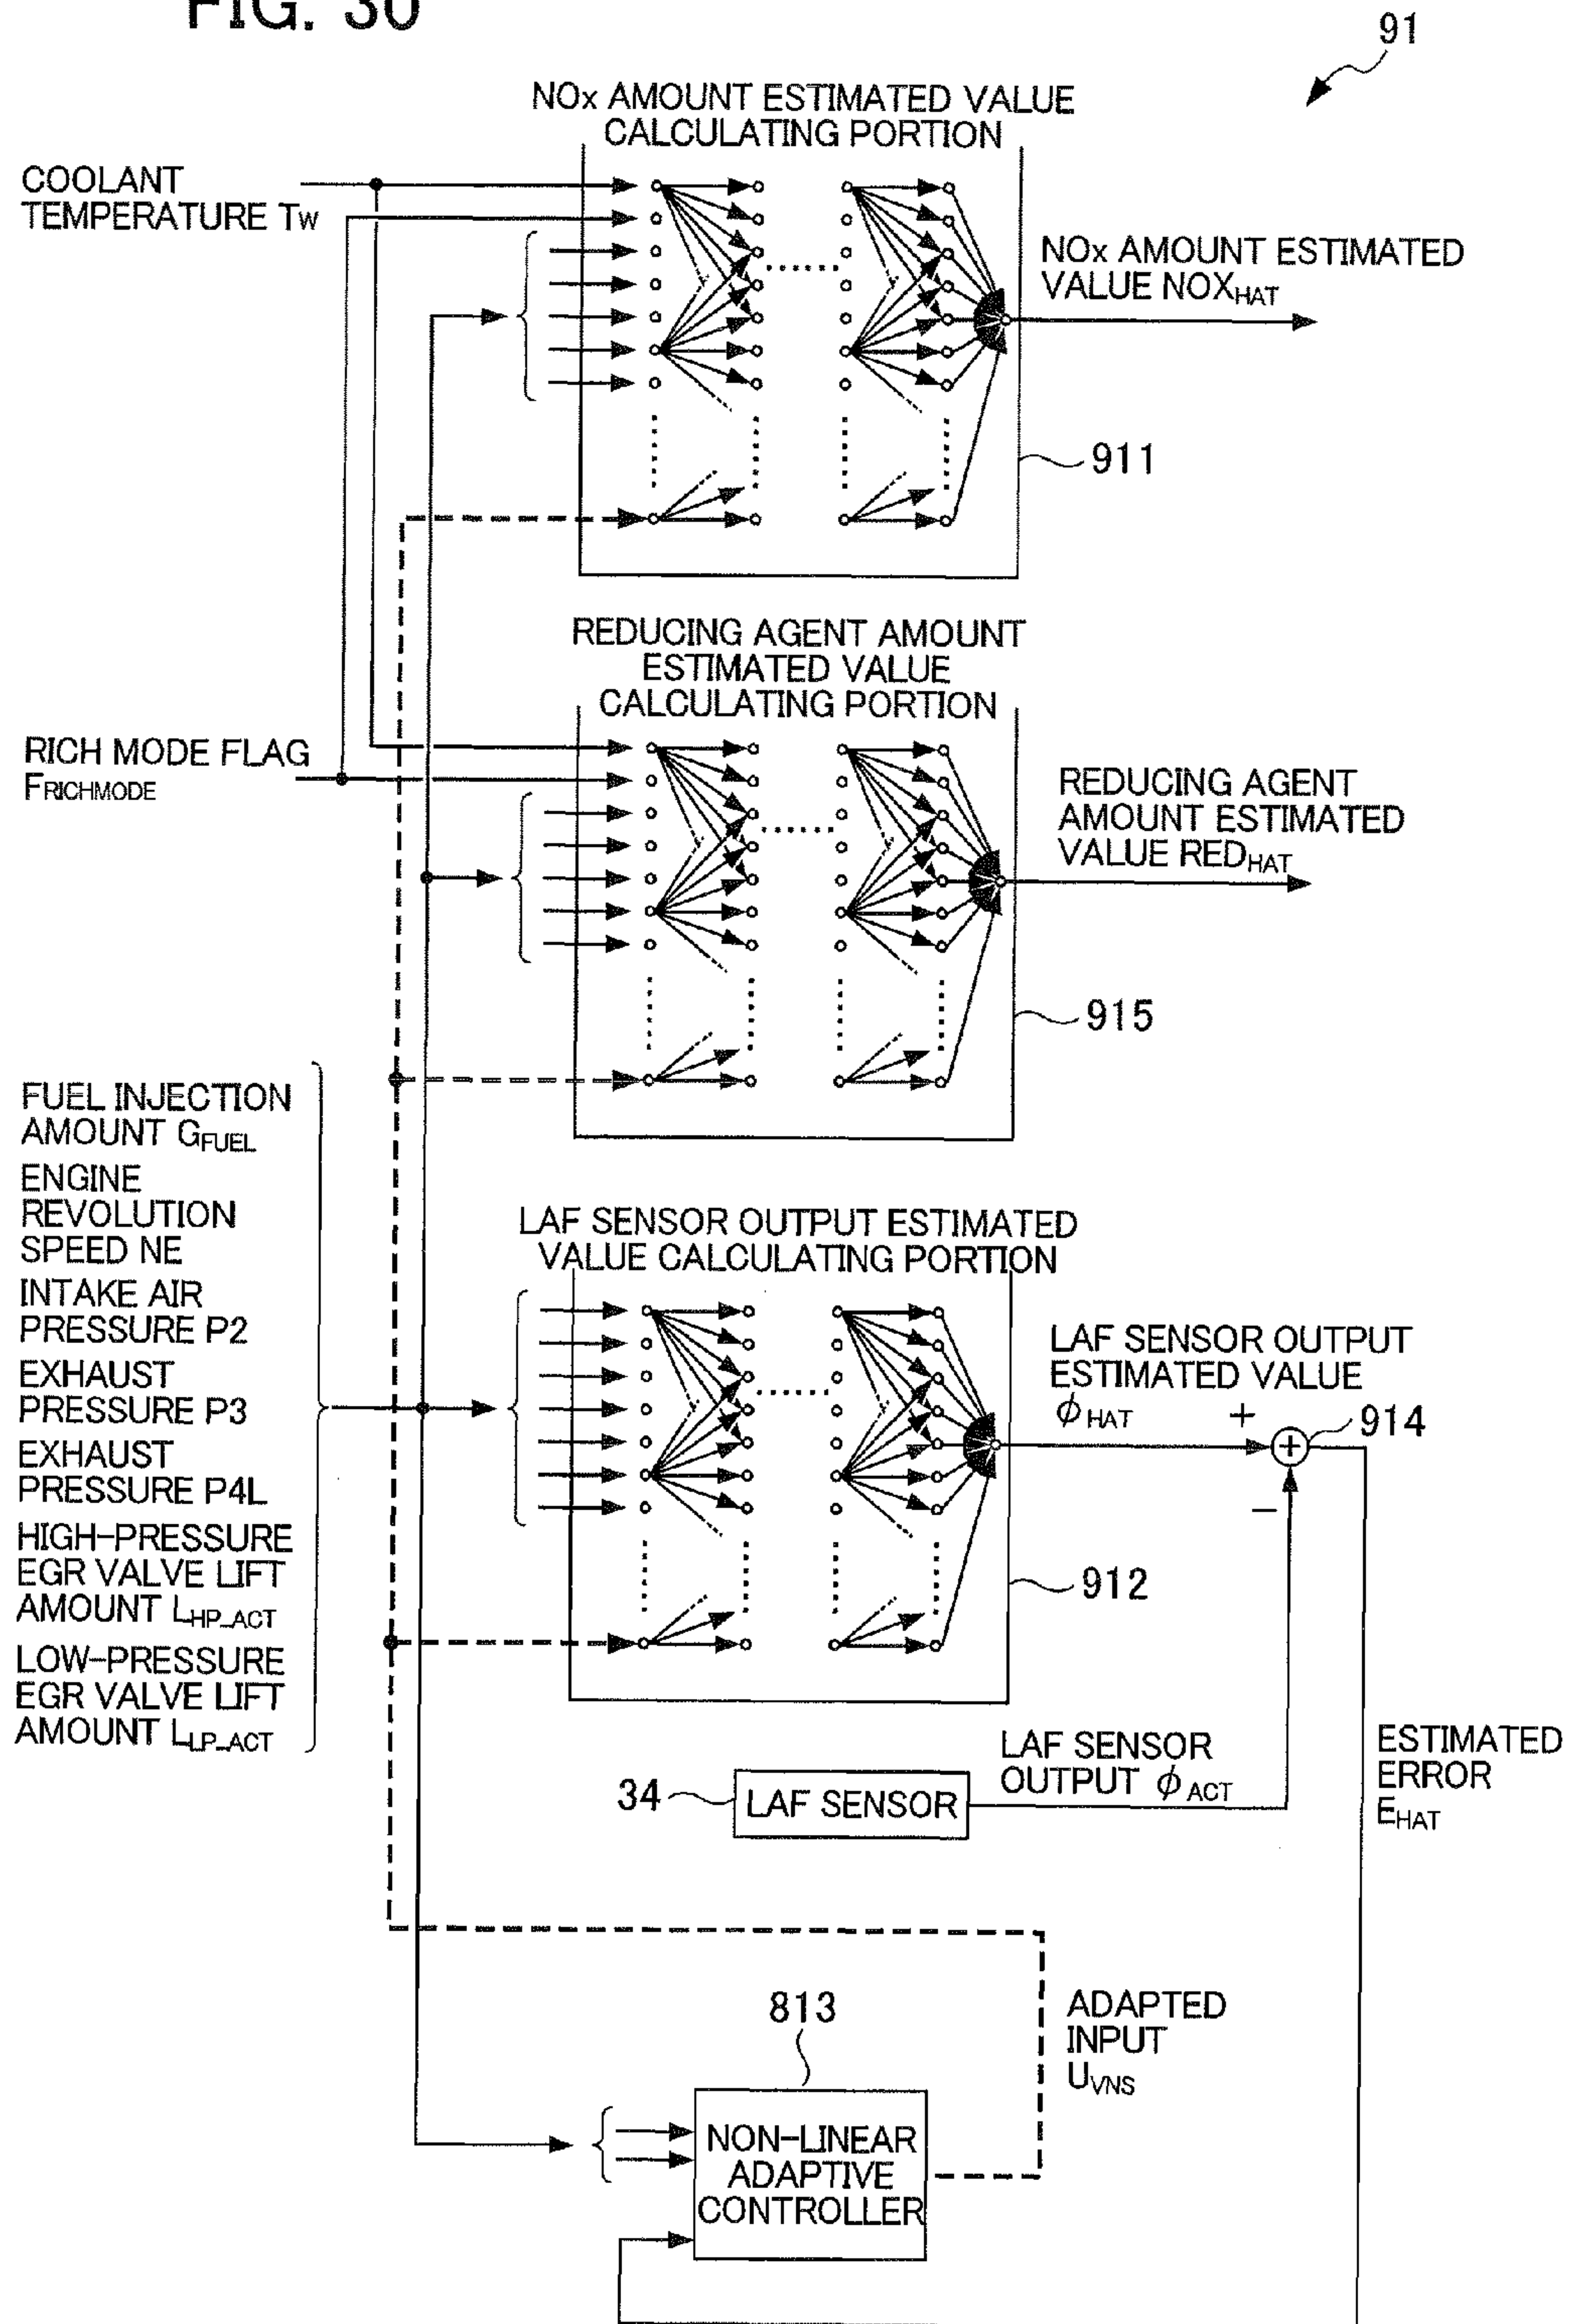 FIG. 30
91
NOx AMOUNT ESTIMATED VALUE
CALCULATING PORTION
COOLANT
TEMPERATURE TW
NOx AMOUNT ESTIMATED
VALUE NOXHAT
911
REDUCING AGENT AMOUNT
ESTIMATED VALUE
CALCULATING PORTION
RICH MODE FLAG
FRICHMODE
REDUCING AGENT
AMOUNT ESTIMATED
VALUE REDHAT
915
FUEL INJECTION
AMOUNT GFUEL
ENGINE
REVOLUTION
SPEED NE
INTAKE AIR
PRESSURE P2
EXHAUST
PRESSURE P3
EXHAUST
PRESSURE P4L
HIGH-PRESSURE
EGR VALVE LIFT
AMOUNT LHP_ACT
LOW-PRESSURE
EGR VALVE LIFT
AMOUNT LLP_ACT
LAF SENSOR OUTPUT ESTIMATED
VALUE CALCULATING PORTION
LAF SENSOR OUTPUT
ESTIMATED VALUE
ϕHAT
+
+
914
−
912
34
LAF SENSOR
LAF SENSOR
OUTPUT ϕACT
ESTIMATED
ERROR
EHAT
813
NON-LINEAR
ADAPTIVE
CONTROLLER
ADAPTED
INPUT
UVNS